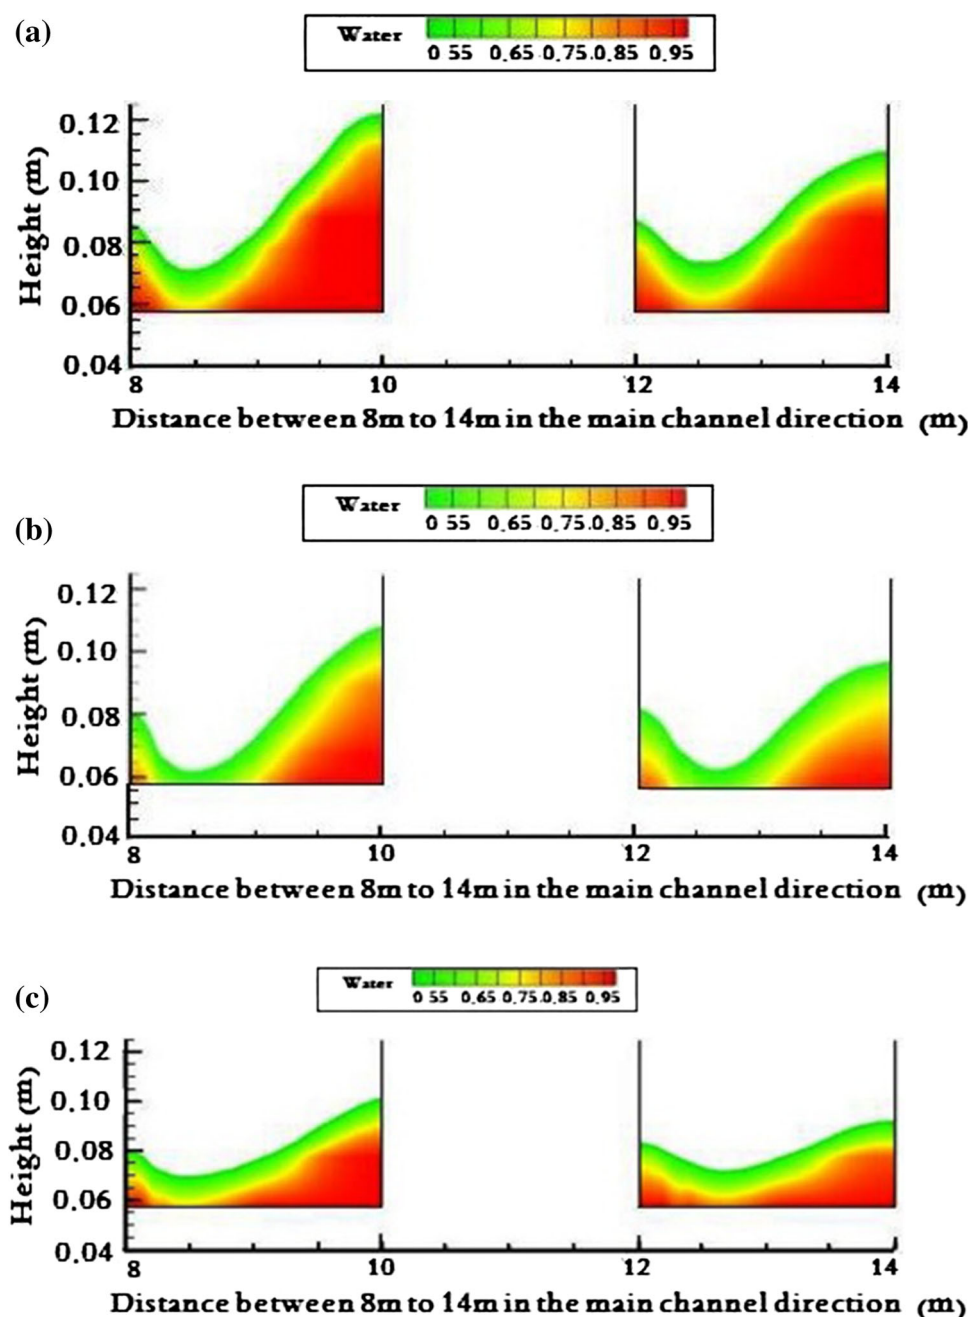 (a)
Water
0 55 0.65 0.75 0.85 0.95
Height (m)
0.12
0.10
0.08
0.06
0.04
8 10 12 14
Distance between 8m to 14m in the main channel direction (m)
(b)
Water
0 55 0.65 0.75 0.85 0.95
Height (m)
0.12
0.10
0.08
0.06
0.04
8 10 12 14
Distance between 8m to 14m in the main channel direction (m)
(c)
Water
0 55 0.65 0.75 0.85 0.95
Height (m)
0.12
0.10
0.08
0.06
0.04
8 10 12 14
Distance between 8m to 14m in the main channel direction (m)